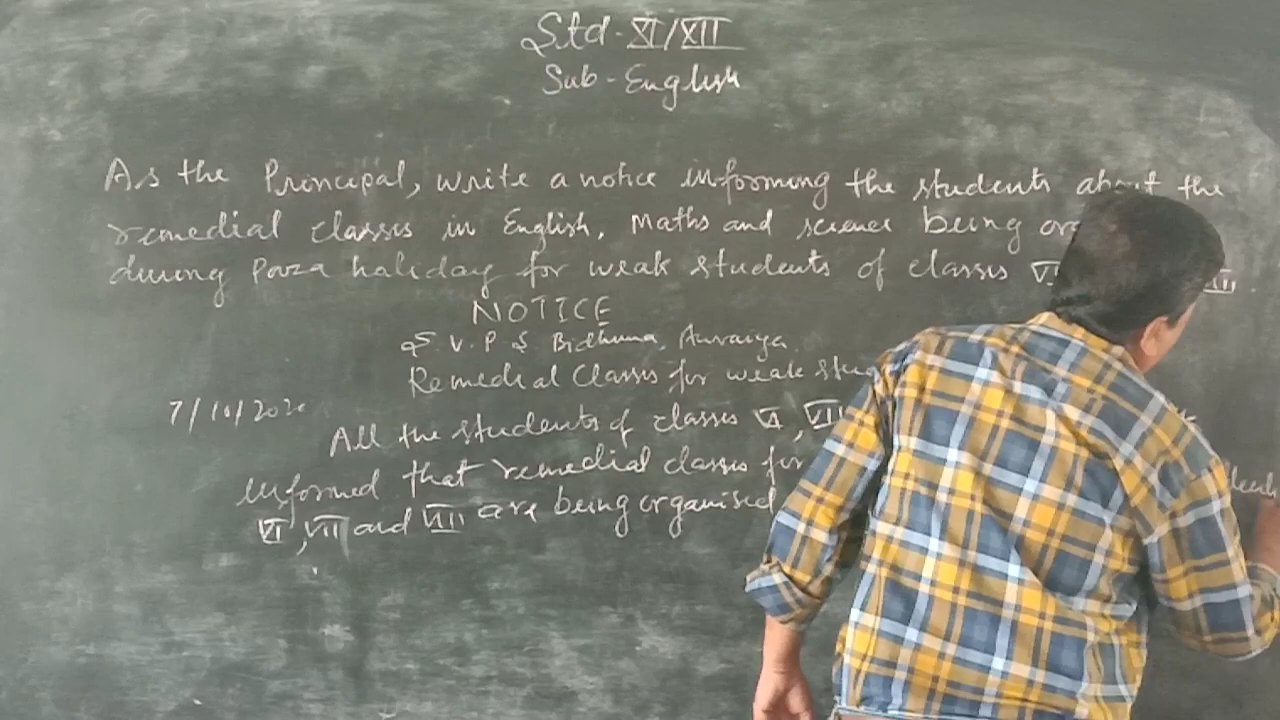 Std-XI/XII
Sub-English
As the Principal, write a notice informing the students about the
remedial classes in English, Maths and science being
during haliday for weak students of classes
NOTICE
S. V. P S Bidhuna, Auraiya
Remedial Classes for weak
7/10/2020
All the students of classes VI, VII
informed that remedial classes for
VI, VII and VIII are being organised